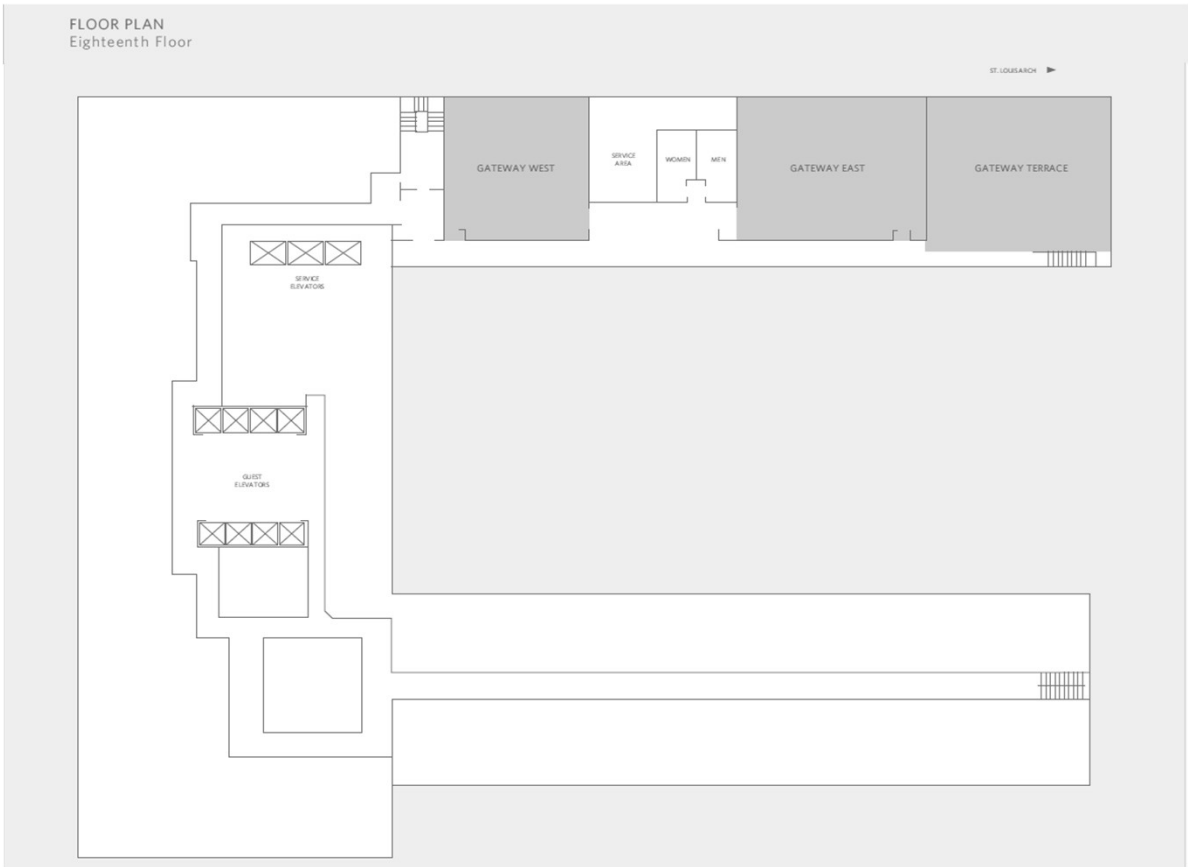 FLOOR PLAN
Eighteenth Floor
ST. LOUIS ARCH
GATEWAY WEST
SERVICE
AREA
WOMEN
MEN
GATEWAY EAST
GATEWAY TERRACE
SERVICE
ELEVATORS
GUEST
ELEVATORS